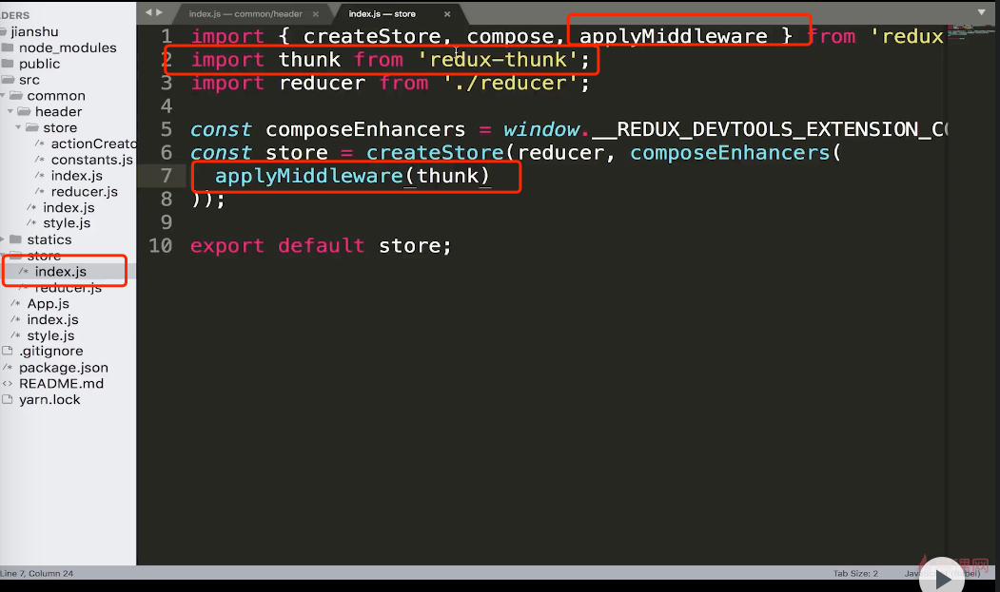 DERS
jianshu
node_modules
public
src
common
header
store
actionCreato
constants.js
index.js
reducer.js
index.js
style.js
statics
store
index.js
reducer.js
App.js
index.js
style.js
.gitignore
package.json
README.md
yarn.lock
index.js — common/header ×
index.js — store ×
1 import { createStore, compose, applyMiddleware } from 'redux
2 import thunk from 'redux-thunk';
3 import reducer from './reducer';
4
5 const composeEnhancers = window.__REDUX_DEVTOOLS_EXTENSION_CO
6 const store = createStore(reducer, composeEnhancers(
7 applyMiddleware(thunk)
8 ));
9
10 export default store;
Line 7, Column 24
Tab Size: 2